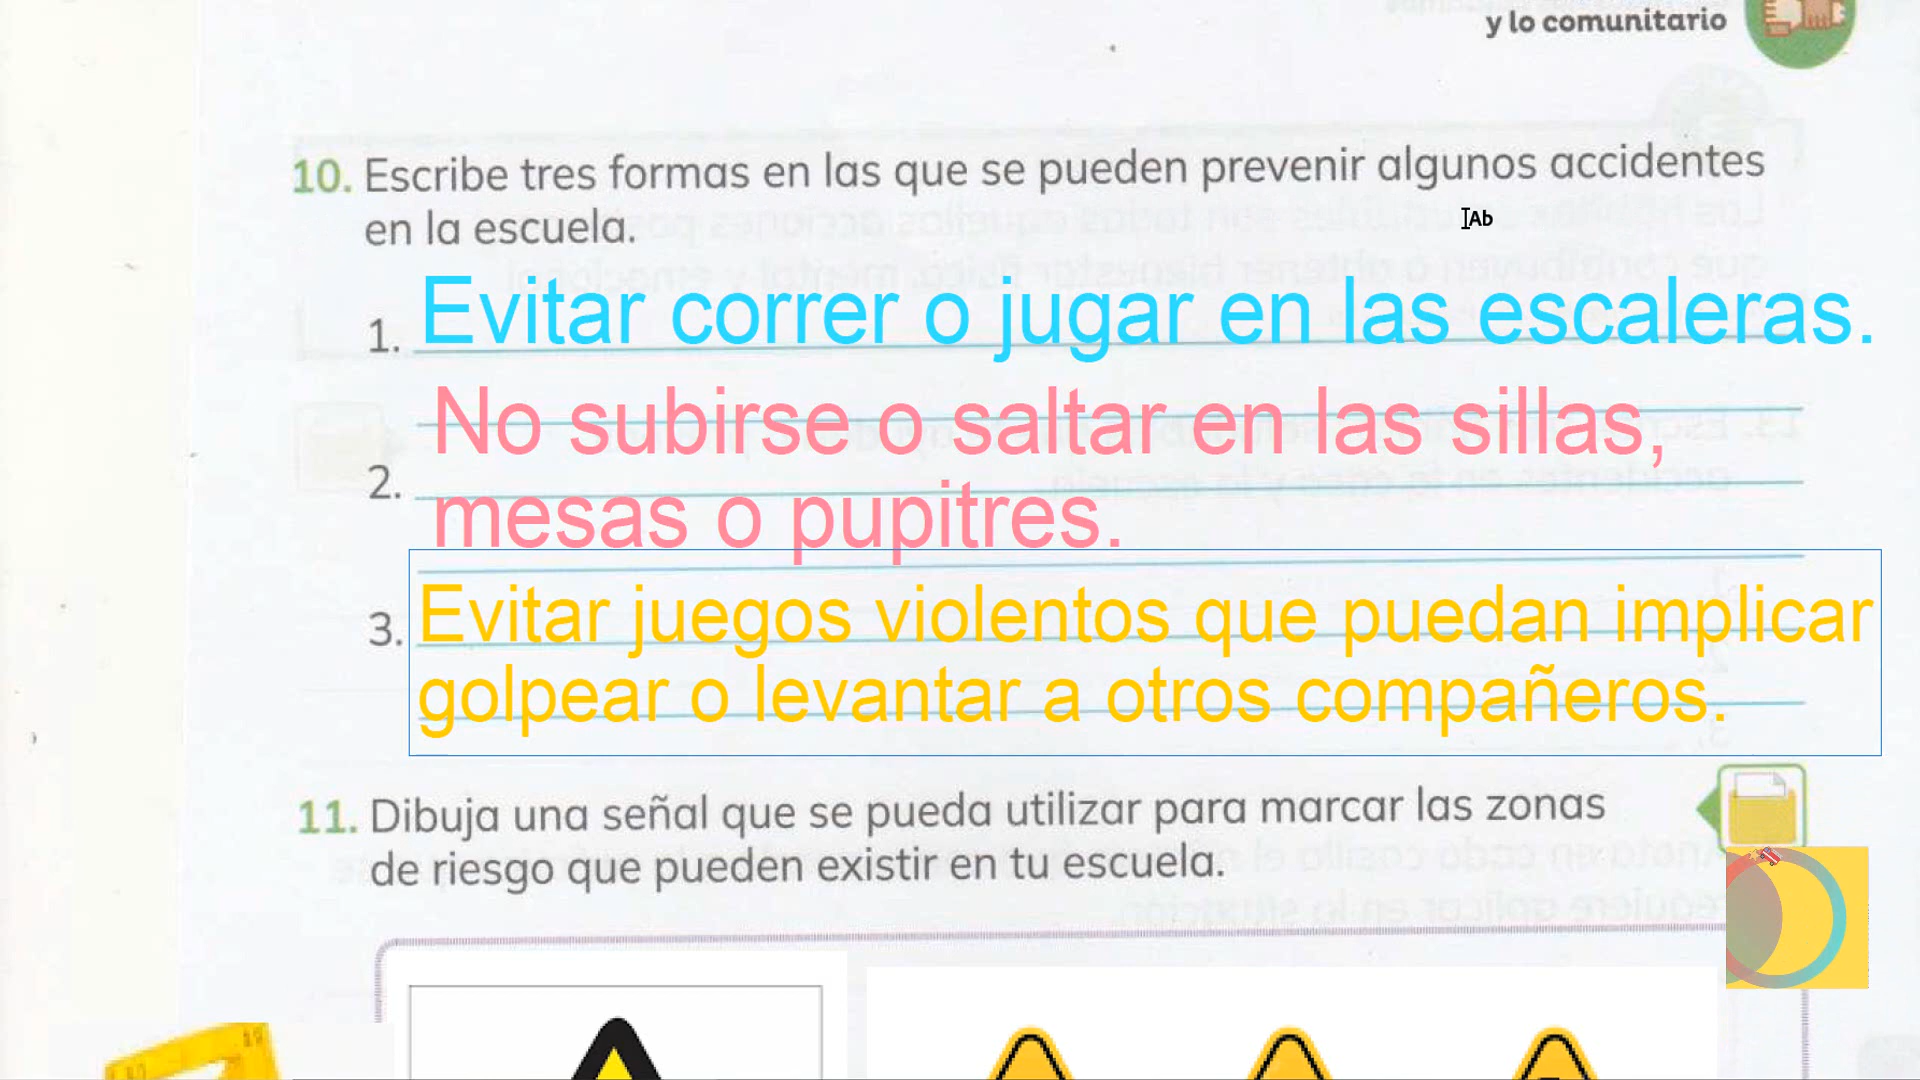 y lo comunitario
10. Escribe tres formas en las que se pueden prevenir algunos accidentes
en la escuela.
Ab
1. Evitar correr o jugar en las escaleras.
No subirse o saltar en las sillas,
2.
mesas o pupitres.
3. Evitar juegos violentos que puedan implicar
golpear o levantar a otros compañeros.
11. Dibuja una señal que se pueda utilizar para marcar las zonas
de riesgo que pueden existir en tu escuela.